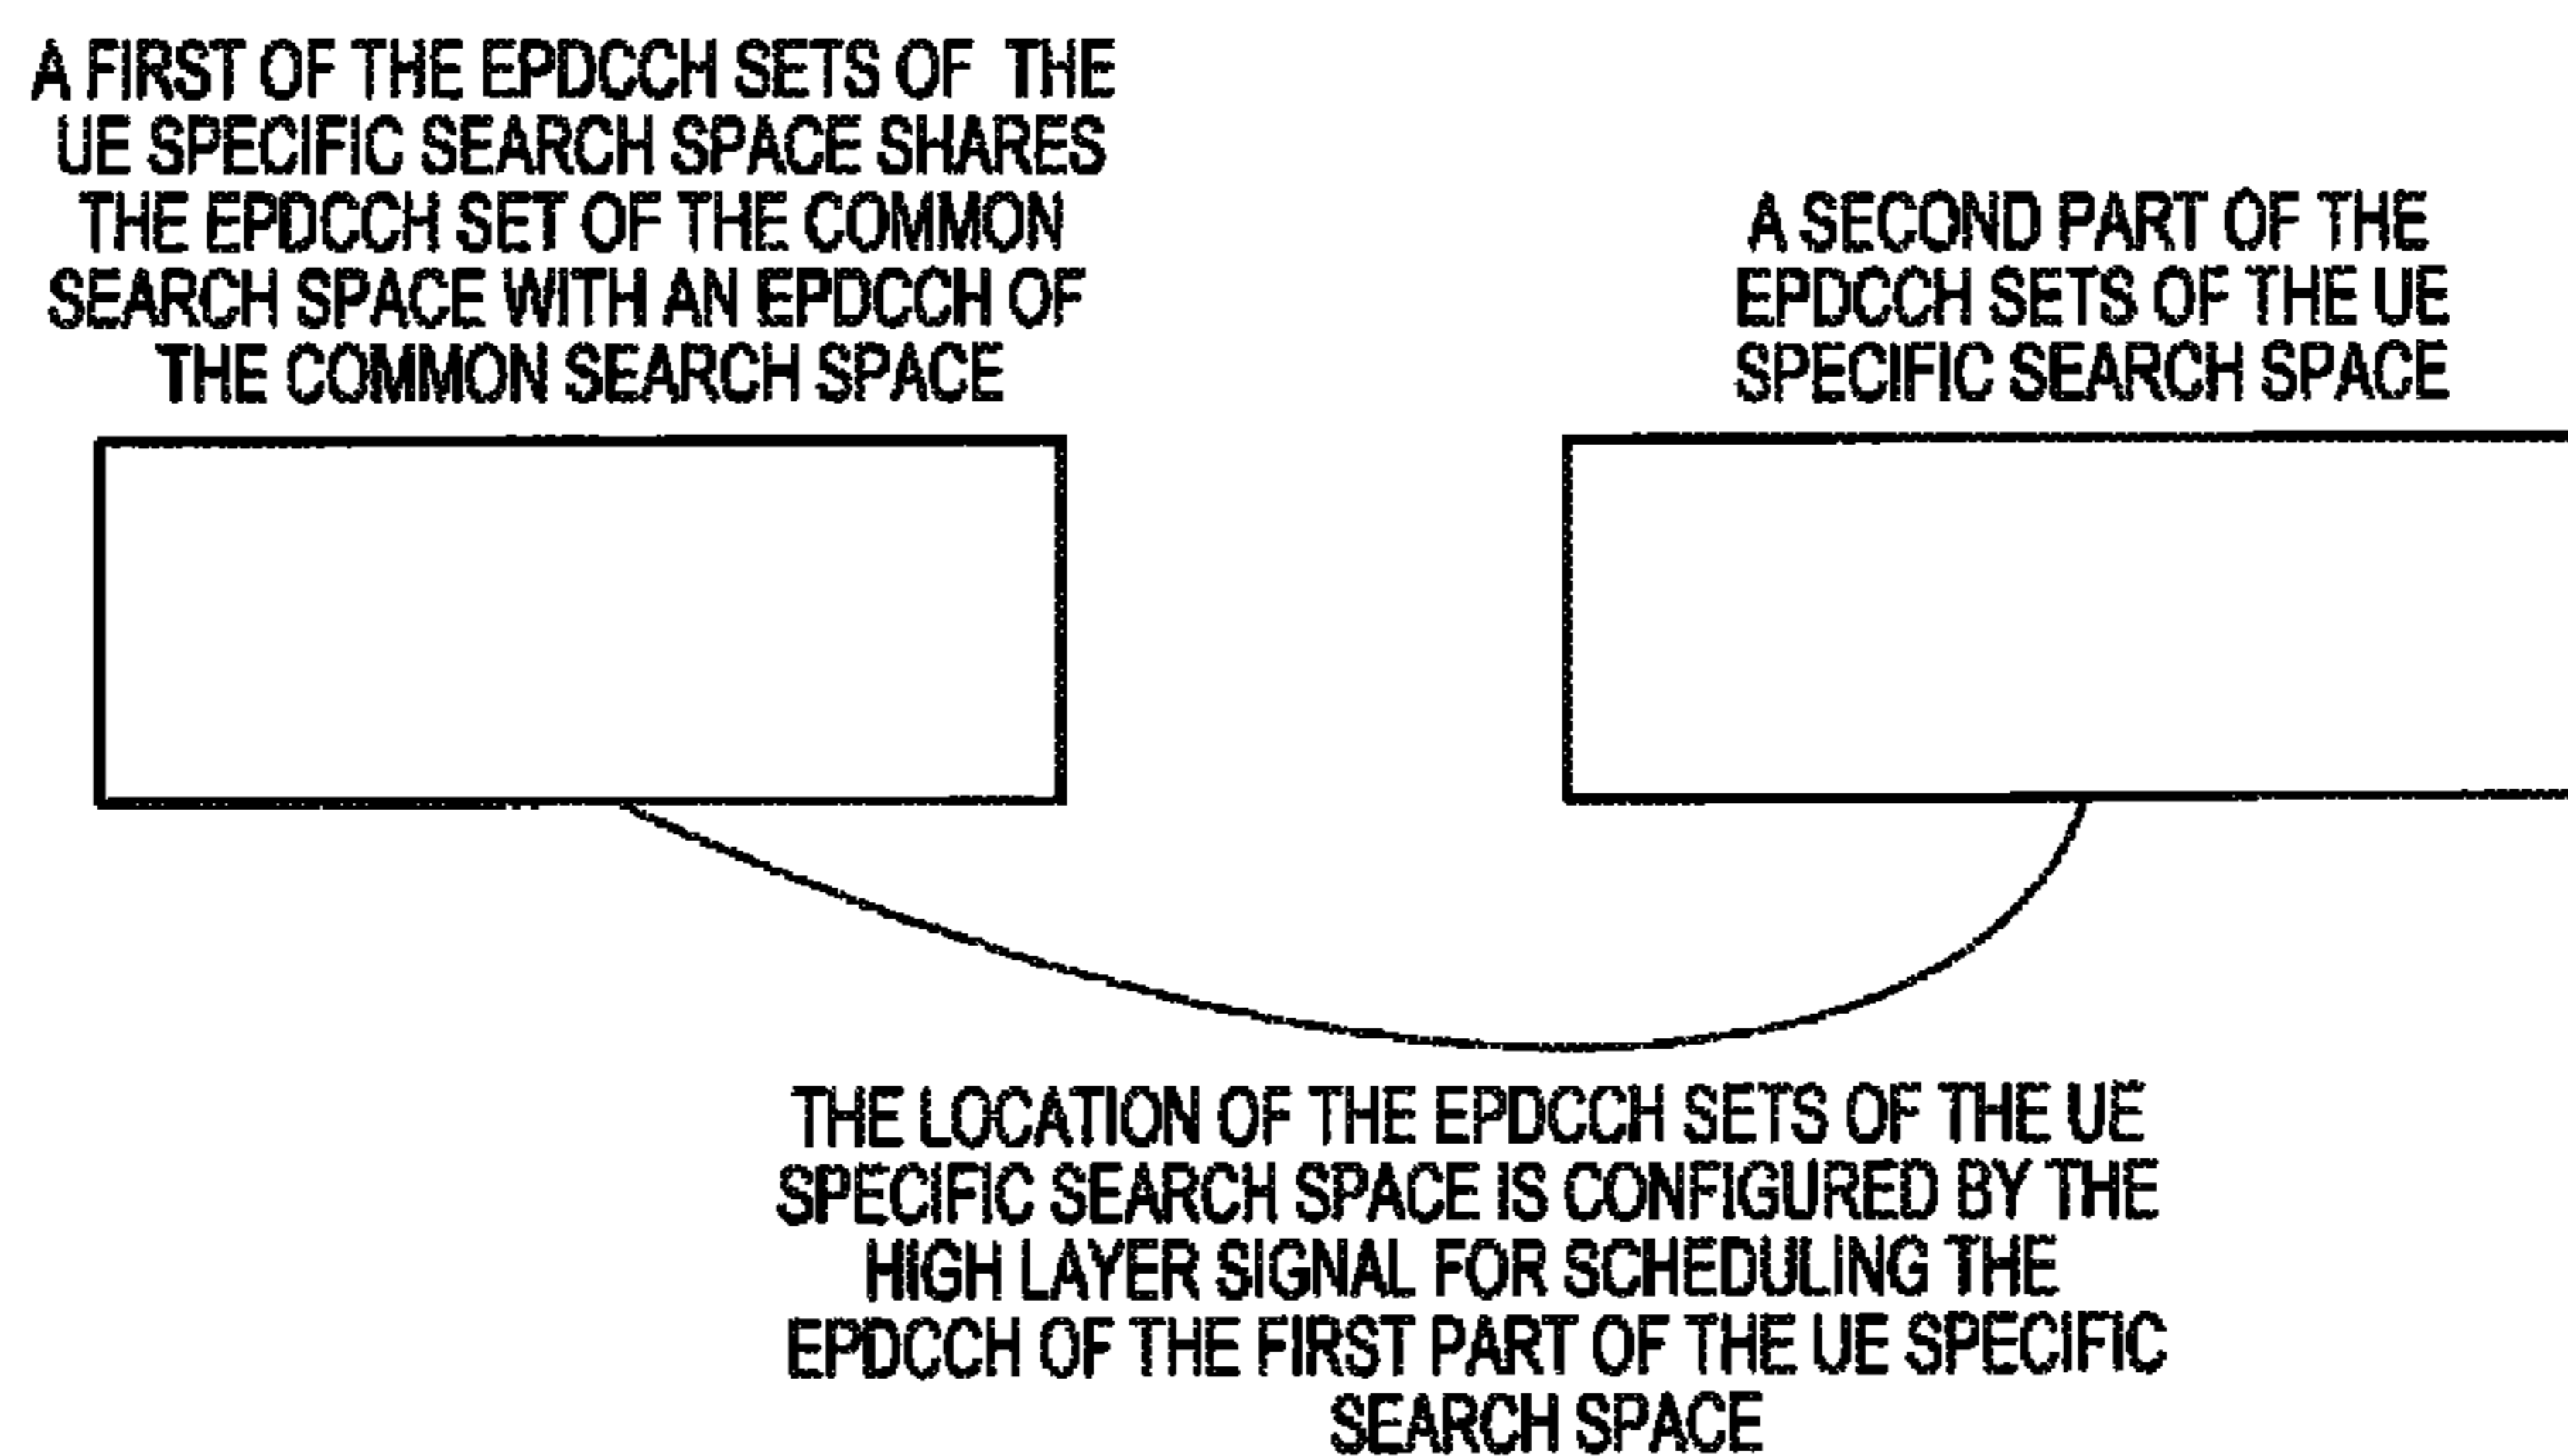 A FIRST OF THE EPDCCH SETS OF THE
UE SPECIFIC SEARCH SPACE SHARES
THE EPDCCH SET OF THE COMMON
SEARCH SPACE WITH AN EPDCCH OF
THE COMMON SEARCH SPACE
A SECOND PART OF THE
EPDCCH SETS OF THE UE
SPECIFIC SEARCH SPACE
THE LOCATION OF THE EPDCCH SETS OF THE UE
SPECIFIC SEARCH SPACE IS CONFIGURED BY THE
HIGH LAYER SIGNAL FOR SCHEDULING THE
EPDCCH OF THE FIRST PART OF THE UE SPECIFIC
SEARCH SPACE